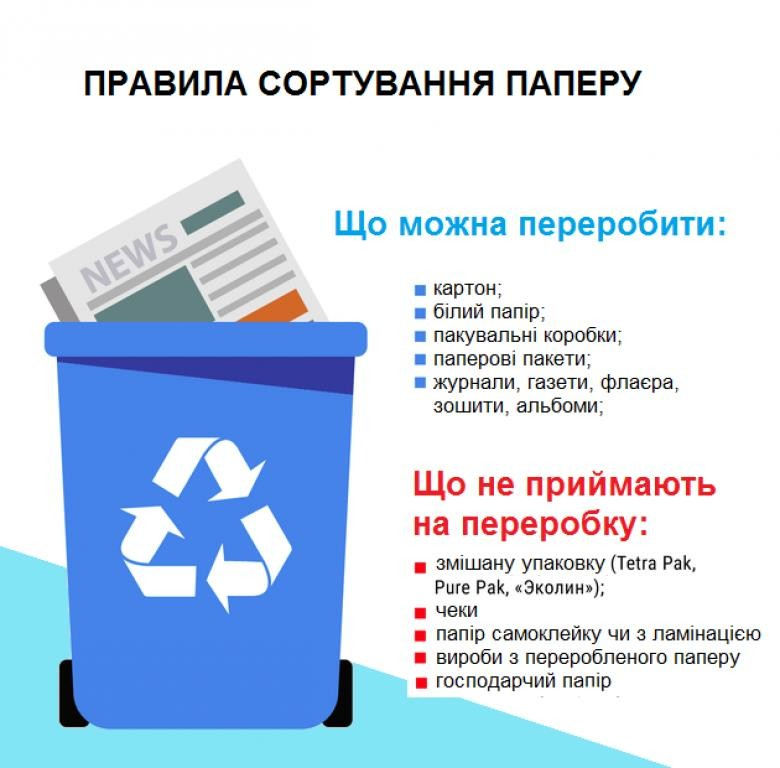 ПРАВИЛА СОРТУВАННЯ ПАПЕРУ
NEWS
Що можна переробити:
картон;
білий папір;
пакувальні коробки;
паперові пакети;
журнали, газети, флаєра,
зошити, альбоми;
Що не приймають
на переробку:
змішану упаковку (Tetra Pak,
Pure Pak, «Эколин»);
чеки
папір самоклейку чи з ламінацією
вироби з переробленого паперу
господарчий папір